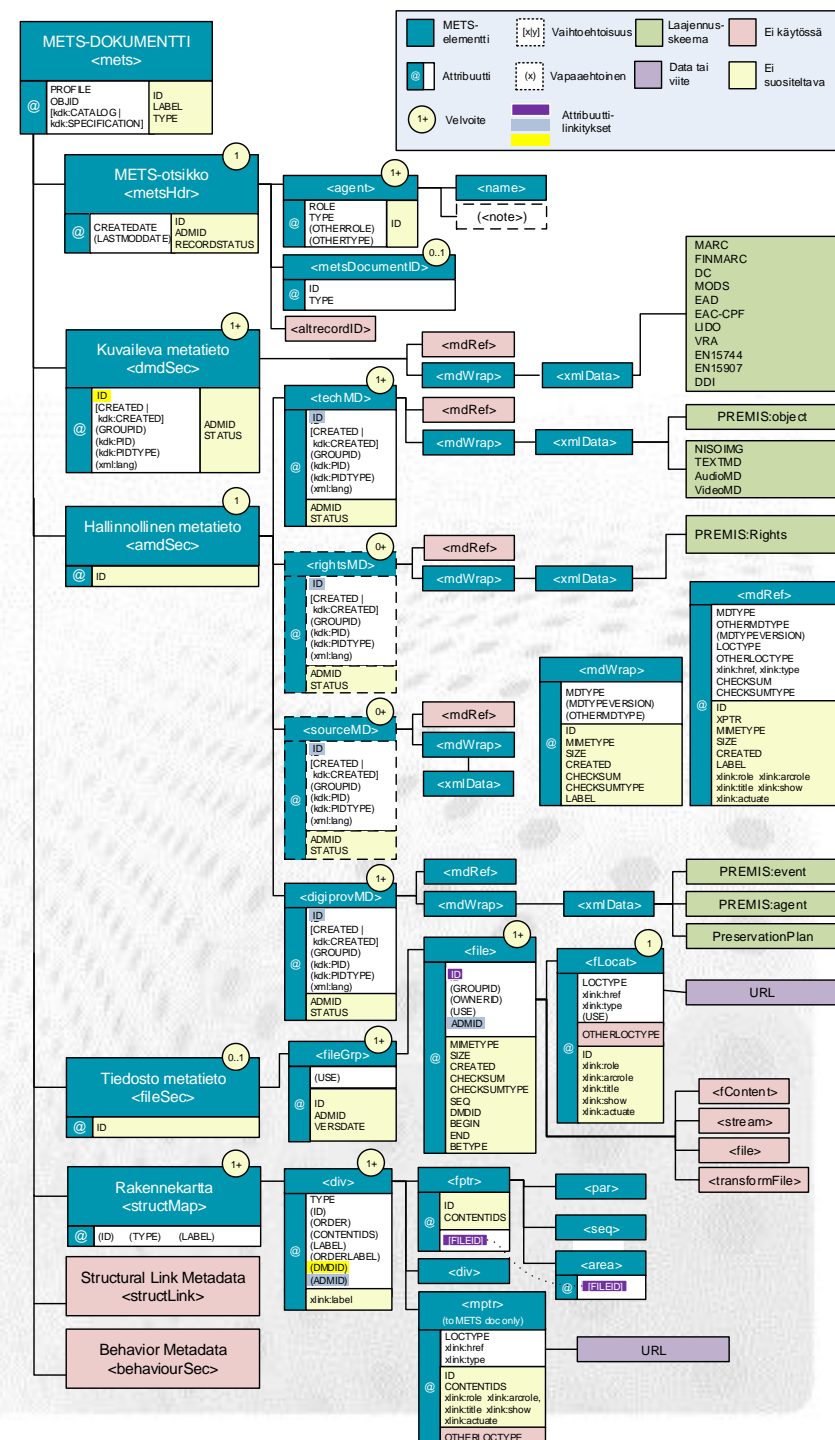 METS-DOKUMENTTI
<mets>
@
PROFILE
OBJID
[kdk:CATALOG |
kdk:SPECIFICATION]
ID
LABEL
TYPE
METS-
elementti
[x|y]
Vaihtoehtoisuus
Laajennus-
skeema
Ei käytössä
@
Attribuutti
(x)
Vapaaehtoinen
Data tai
viite
Ei
suositeltava
1+
Velvoite
Attribuutti-
linkitykset
1
METS-otsikko
<metsHdr>
@
CREATEDATE
(LASTMODDATE)
ID
ADMID
RECORDSTATUS
1+
<agent>
@
ROLE
TYPE
(OTHERROLE)
(OTHERTYPE)
ID
<name>
(<note>)
0..1
<metsDocumentID>
@
ID
TYPE
<altrecordID>
MARC
FINMARC
DC
MODS
EAD
EAC-CPF
LIDO
VRA
EN15744
EN15907
DDI
1+
Kuvaileva metatieto
<dmdSec>
@
ID
[CREATED |
kdk:CREATED]
(GROUPID)
(kdk:PID)
(kdk:PIDTYPE)
(xml:lang)
ADMID
STATUS
<mdRef>
<mdWrap>
<xmlData>
1+
<techMD>
@
ID
[CREATED |
kdk:CREATED]
(GROUPID)
(kdk:PID)
(kdk:PIDTYPE)
(xml:lang)
ADMID
STATUS
<mdRef>
<mdWrap>
<xmlData>
PREMIS:object
NISOIMG
TEXTMD
AudioMD
VideoMD
1
Hallinnollinen metatieto
<amdSec>
@
ID
0+
<rightsMD>
@
ID
[CREATED |
kdk:CREATED]
(GROUPID)
(kdk:PID)
(kdk:PIDTYPE)
(xml:lang)
ADMID
STATUS
<mdRef>
<mdWrap>
<xmlData>
PREMIS:Rights
<mdRef>
@
MDTYPE
OTHERMDTYPE
(MDTYPEVERSION)
LOCTYPE
OTHERLOCTYPE
xlink:href, xlink:type
CHECKSUM
CHECKSUMTYPE
ID
XPTR
MIMETYPE
SIZE
CREATED
LABEL
xlink:role xlink:arcrole
xlink:title xlink:show
xlink:actuate
<mdWrap>
@
MDTYPE
(MDTYPEVERSION)
(OTHERMDTYPE)
ID
MIMETYPE
SIZE
CREATED
CHECKSUM
CHECKSUMTYPE
LABEL
0+
<sourceMD>
@
ID
[CREATED |
kdk:CREATED]
(GROUPID)
(kdk:PID)
(kdk:PIDTYPE)
(xml:lang)
ADMID
STATUS
<mdRef>
<mdWrap>
<xmlData>
1+
<digiprovMD>
@
ID
[CREATED |
kdk:CREATED]
(GROUPID)
(kdk:PID)
(kdk:PIDTYPE)
(xml:lang)
ADMID
STATUS
<mdRef>
<mdWrap>
<xmlData>
PREMIS:event
PREMIS:agent
PreservationPlan
0..1
Tiedosto metatieto
<fileSec>
@
ID
1+
<fileGrp>
@
(USE)
ID
ADMID
VERSDATE
1+
<file>
@
ID
(GROUPID)
(OWNERID)
(USE)
ADMID
MIMETYPE
SIZE
CREATED
CHECKSUM
CHECKSUMTYPE
SEQ
DMDID
BEGIN
END
BETYPE
1
<fLocat>
@
LOCTYPE
xlink:href
xlink:type
(USE)
OTHERLOCTYPE
ID
xlink:role
xlink:arcrole
xlink:title
xlink:show
xlink:actuate
URL
<fContent>
<stream>
<file>
<transformFile>
1+
Rakennekartta
<structMap>
@
(ID) (TYPE) (LABEL)
1+
<div>
@
TYPE
(ID)
(ORDER)
(CONTENTIDS)
(LABEL)
(ORDERLABEL)
(DMDID)
(ADMID)
xlink:label
<fptr>
@
ID
CONTENTIDS
[FILEID]
<par>
<seq>
<area>
@
[FILEID]
<div>
<mptr>
(to METS doc only)
@
LOCTYPE
xlink:href
xlink:type
ID
CONTENTIDS
xlink:role xlink:arcrole,
xlink:title xlink:show
xlink:actuate
OTHERLOCTYPE
URL
Structural Link Metadata
<structLink>
Behavior Metadata
<behaviourSec>